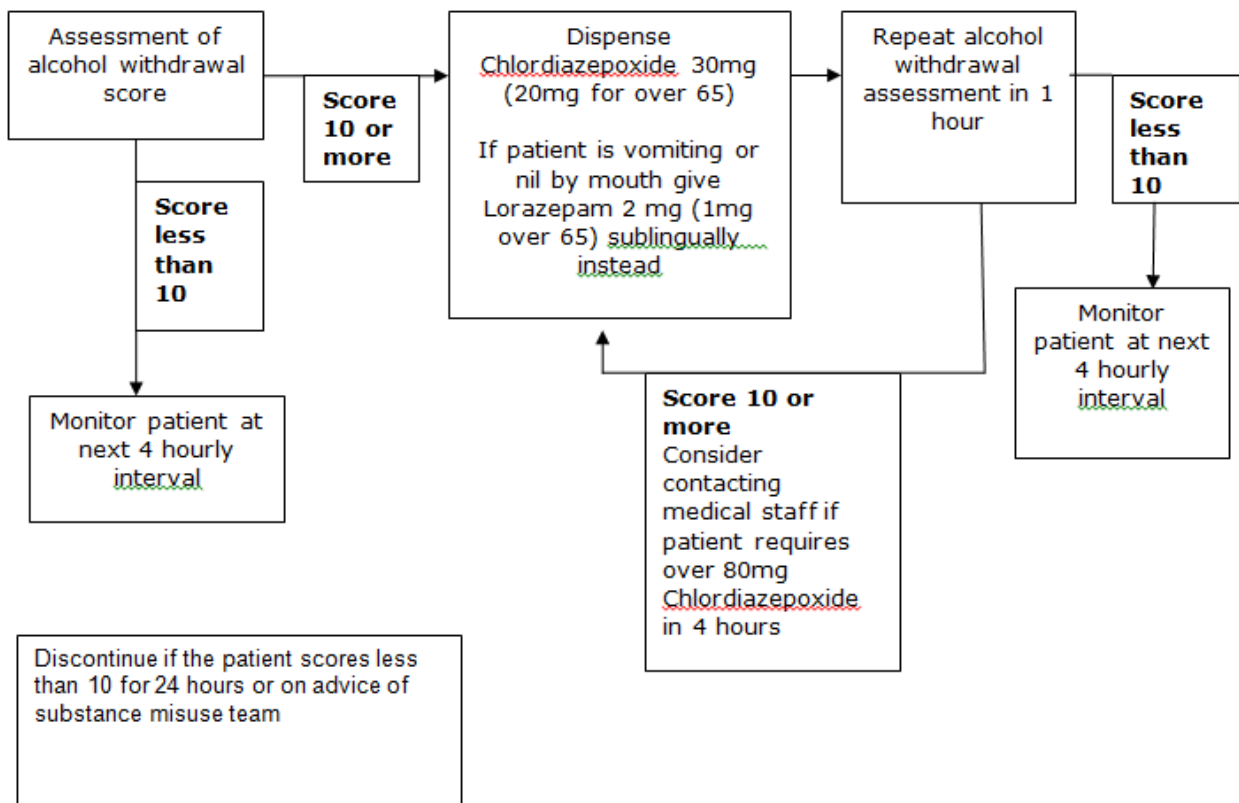 Assessment of
alcohol withdrawal
score
Score
10 or
more
Dispense
Chlordiazepoxide 30mg
(20mg for over 65)
If patient is vomiting or
nil by mouth give
Lorazepam 2 mg (1mg
over 65) sublingually
instead
Repeat alcohol
withdrawal
assessment in 1
hour
Score
less
than
10
Score
less
than
10
Monitor
patient at next
4 hourly
interval
Monitor patient at
next 4 hourly
interval
Score 10 or
more
Consider
contacting
medical staff if
patient requires
over 80mg
Chlordiazepoxide
in 4 hours
Discontinue if the patient scores less
than 10 for 24 hours or on advice of
substance misuse team